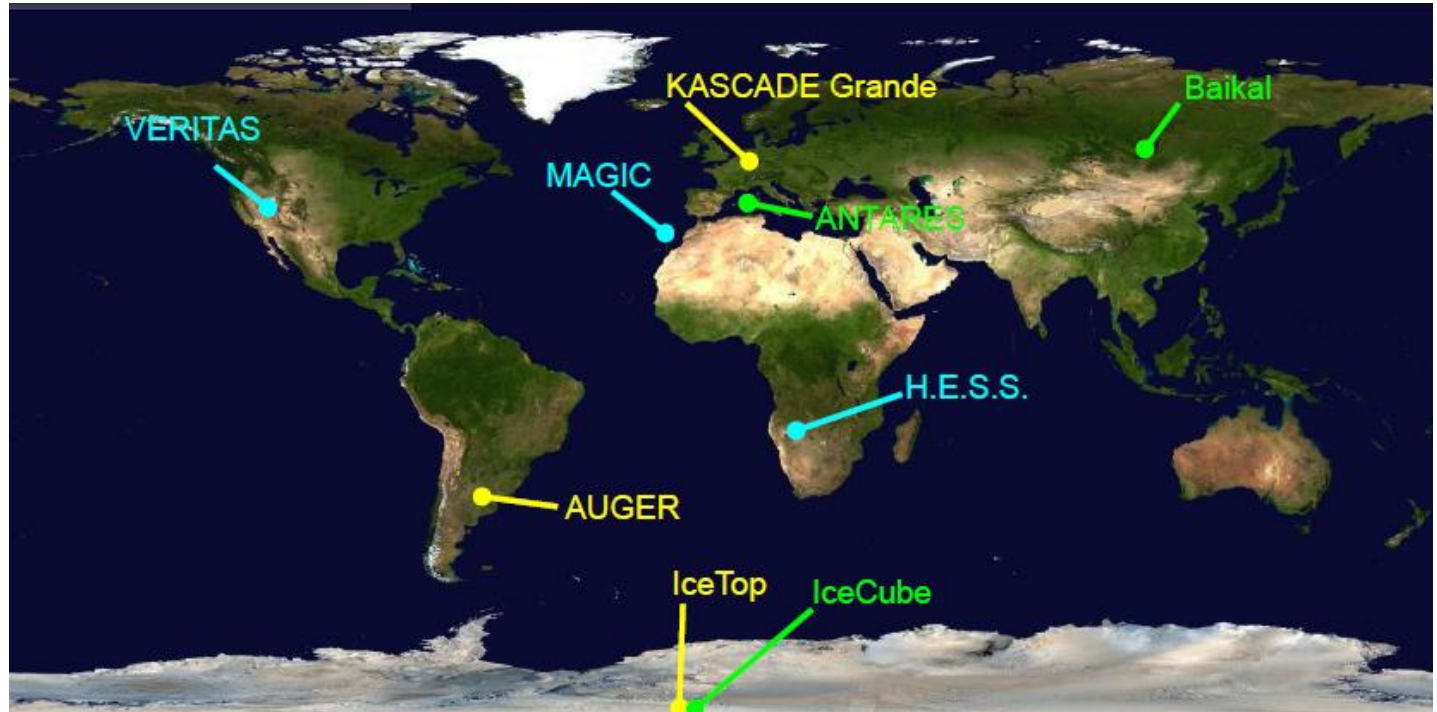 KASCADE Grande
Baikal
VERITAS
MAGIC
ANTARES
H.E.S.S.
AUGER
IceTop
IceCube